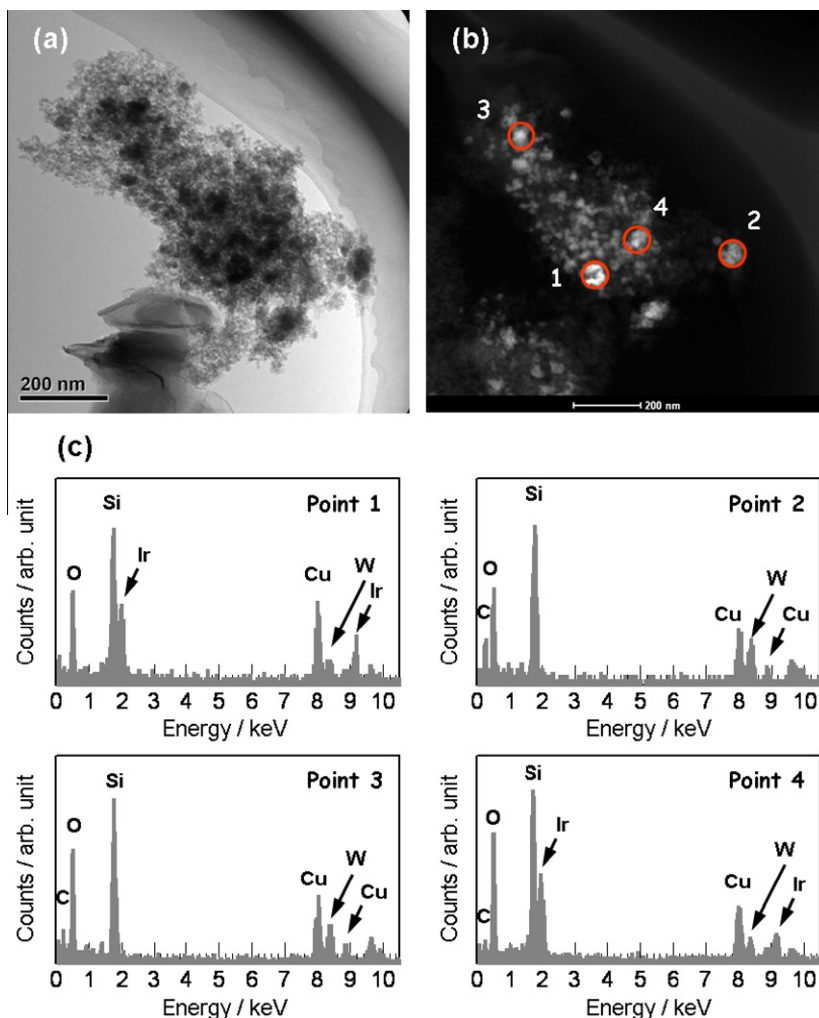 (a)
200 nm
(b)
3
4
2
1
200 nm
(c)
Counts / arb. unit
O
Si
Ir
Point 1
Cu
W
Ir
0 1 2 3 4 5 6 7 8 9 10
Energy / keV
Counts / arb. unit
C
O
Si
Point 2
Cu
W
Cu
0 1 2 3 4 5 6 7 8 9 10
Energy / keV
Counts / arb. unit
C
O
Si
Point 3
Cu
W
Cu
0 1 2 3 4 5 6 7 8 9 10
Energy / keV
Counts / arb. unit
C
O
Si
Ir
Point 4
Cu
W
Ir
0 1 2 3 4 5 6 7 8 9 10
Energy / keV